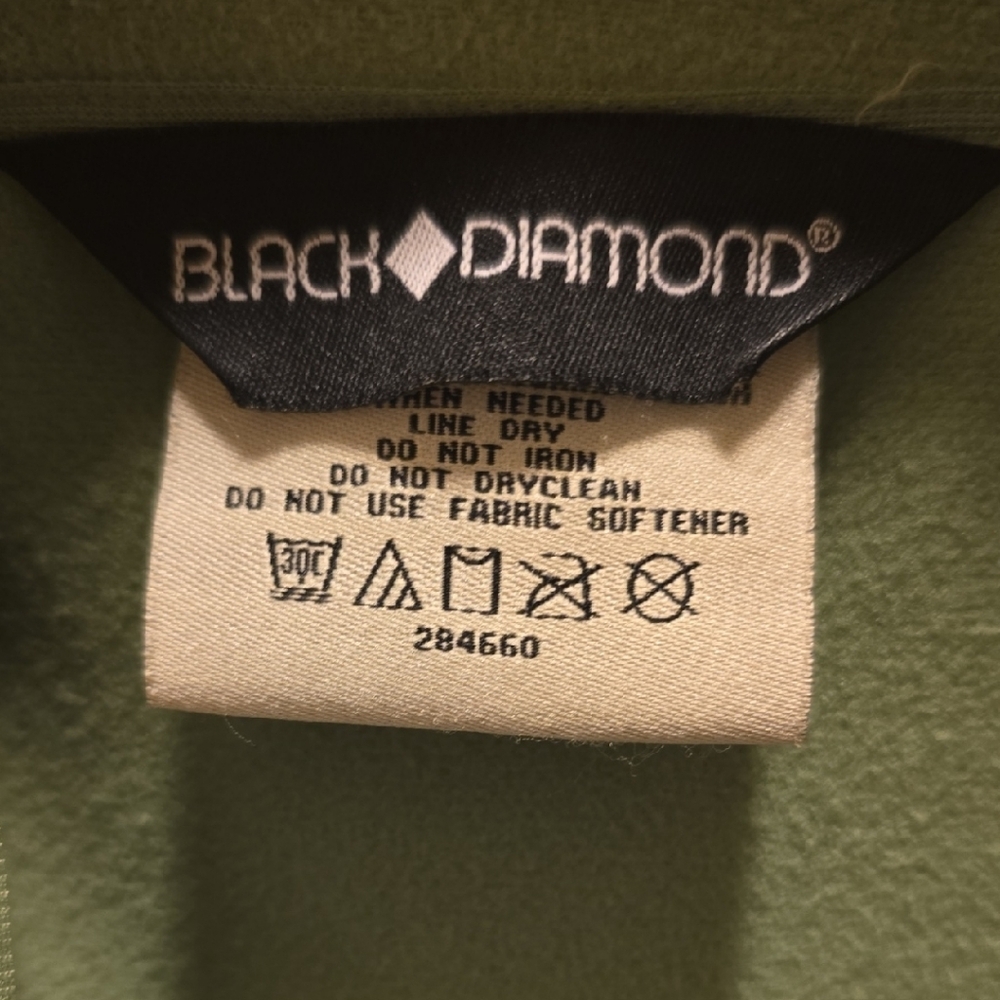 BLACK DIAMOND®
WHEN NEEDED
LINE DRY
DO NOT IRON
DO NOT DRYCLEAN
DO NOT USE FABRIC SOFTENER
30C
284660